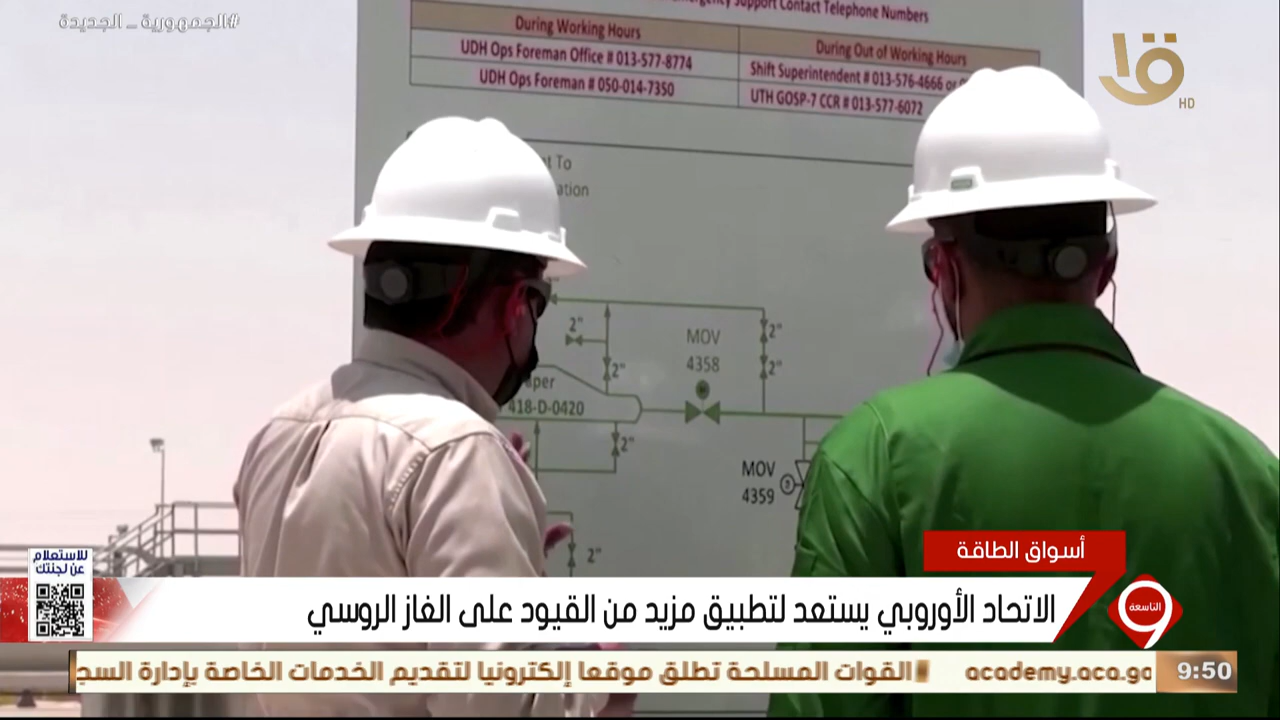 #الجمهورية _ الجديدة
Support Contact Telephone Numbers
During Working Hours
During Out of Working Hours
UDH Ops Foreman Office # 013-577-8774
Shift Superintendent # 013-576-4666 or
UDH Ops Foreman # 050-014-7350
UTH GOSP-7 CCR # 013-577-6072
HD
To
2"
2"
MOV
4358
2"
2"
418-D-0420
2"
MOV
4359
2"
أسواق الطاقة
التاسعة
9
الاتحاد الأوروبي يستعد لتطبيق مزيد من القيود على الغاز الروسي
للاستعلام
عن لجنتك
9:50
academy.aca.go
القوات المسلحة تطلق موقعا إلكترونيا لتقديم الخدمات الخاصة بإدارة